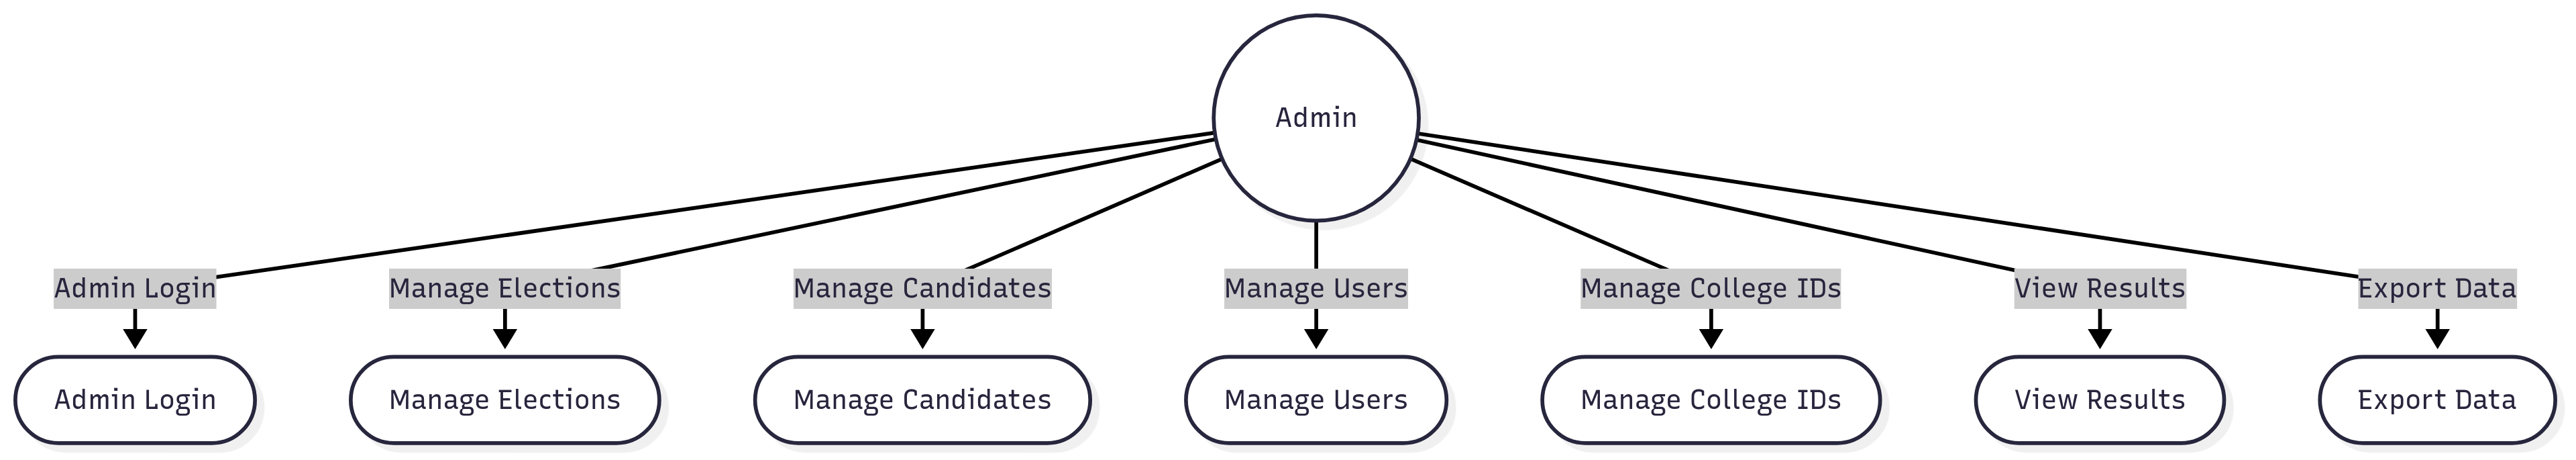 Admin
Admin Login
Manage Elections
Manage Candidates
Manage Users
Manage College IDs
View Results
Export Data
Admin Login
Manage Elections
Manage Candidates
Manage Users
Manage College IDs
View Results
Export Data